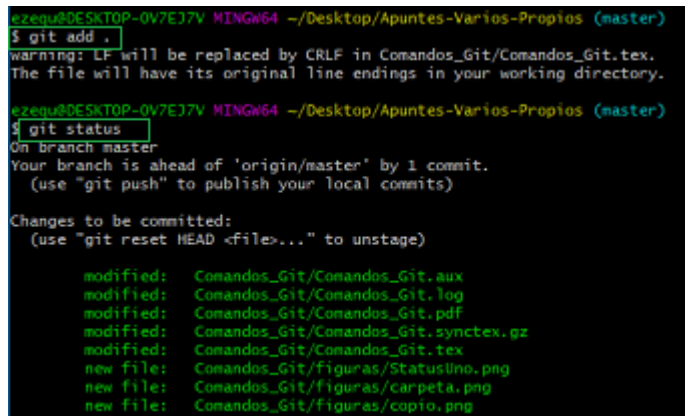 ezequ@DESKTOP-OV7EJ7V MINGW64 ~/Desktop/Apuntes-Varios-Propios (master)
$ git add .
warning: LF will be replaced by CRLF in Comandos_Git/Comandos_Git.tex.
The file will have its original line endings in your working directory.
ezequ@DESKTOP-OV7EJ7V MINGW64 ~/Desktop/Apuntes-Varios-Propios (master)
$ git status
On branch master
Your branch is ahead of 'origin/master' by 1 commit.
(use "git push" to publish your local commits)
Changes to be committed:
(use "git reset HEAD <file>..." to unstage)
modified: Comandos_Git/Comandos_Git.aux
modified: Comandos_Git/Comandos_Git.log
modified: Comandos_Git/Comandos_Git.pdf
modified: Comandos_Git/Comandos_Git.synctex.gz
modified: Comandos_Git/Comandos_Git.tex
new file: Comandos_Git/figuras/StatusUno.png
new file: Comandos_Git/figuras/carpeta.png
new file: Comandos_Git/figuras/copio.png